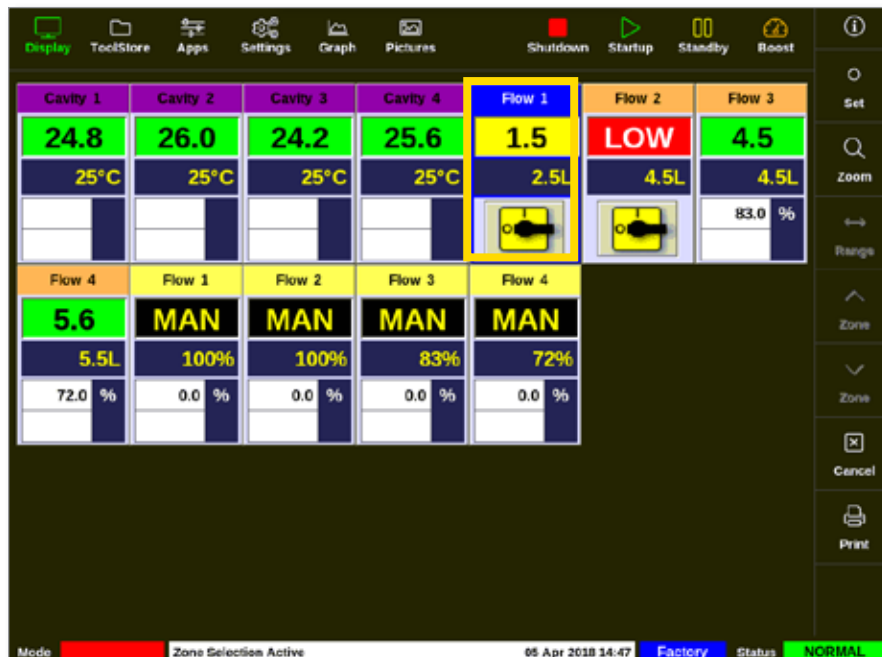 Display ToolStore Apps Settings Graph Pictures Shutdown Startup Standby Boost
Set
Zoom
Range
Zone
Zone
Cancel
Print
Cavity 1 Cavity 2 Cavity 3 Cavity 4 Flow 1 Flow 2 Flow 3
24.8 26.0 24.2 25.6 1.5 LOW 4.5
25°C 25°C 25°C 25°C 2.5L 4.5L 4.5L
83.0 %
Flow 4 Flow 1 Flow 2 Flow 3 Flow 4
5.6 MAN MAN MAN MAN
5.5L 100% 100% 83% 72%
72.0 % 0.0 % 0.0 % 0.0 % 0.0 %
Mode Zone Selection Active 05 Apr 2018 14:47 Factory Status NORMAL